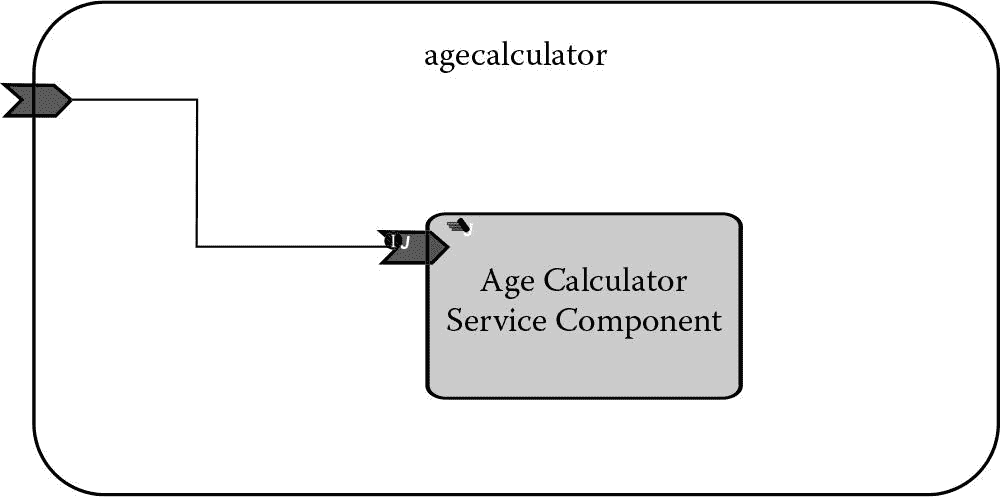 agecalculator
I J
J
Age Calculator
Service Component